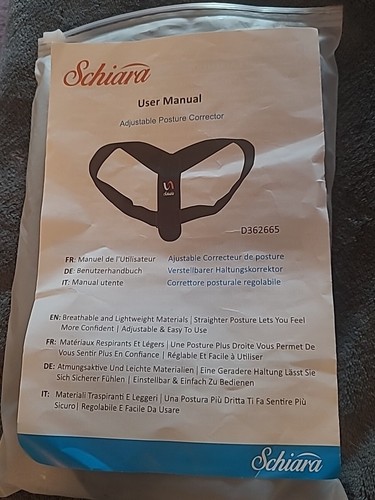 Schiara
User Manual
Adjustable Posture Corrector
D362665
FR: Manuel de l'Utilisateur Ajustable Correcteur de posture
DE: Benutzerhandbuch Verstellbarer Haltungskorrektor
IT: Manual utente Correttore posturale regolabile
EN: Breathable and Lightweight Materials | Straighter Posture Lets You Feel
More Confident | Adjustable & Easy To Use
FR: Matériaux Respirants Et Légers | Une Posture Plus Droite Vous Permet De
Vous Sentir Plus En Confiance | Réglable Et Facile à Utiliser
DE: Atmungsaktive Und Leichte Materialien | Eine Geradere Haltung Lässt Sie
Sich Sicherer Fühlen | Einstellbar & Einfach Zu Bedienen
IT: Materiali Traspiranti E Leggeri | Una Postura Più Dritta Ti Fa Sentire Più
Sicuro| Regolabile E Facile Da Usare
Schiara